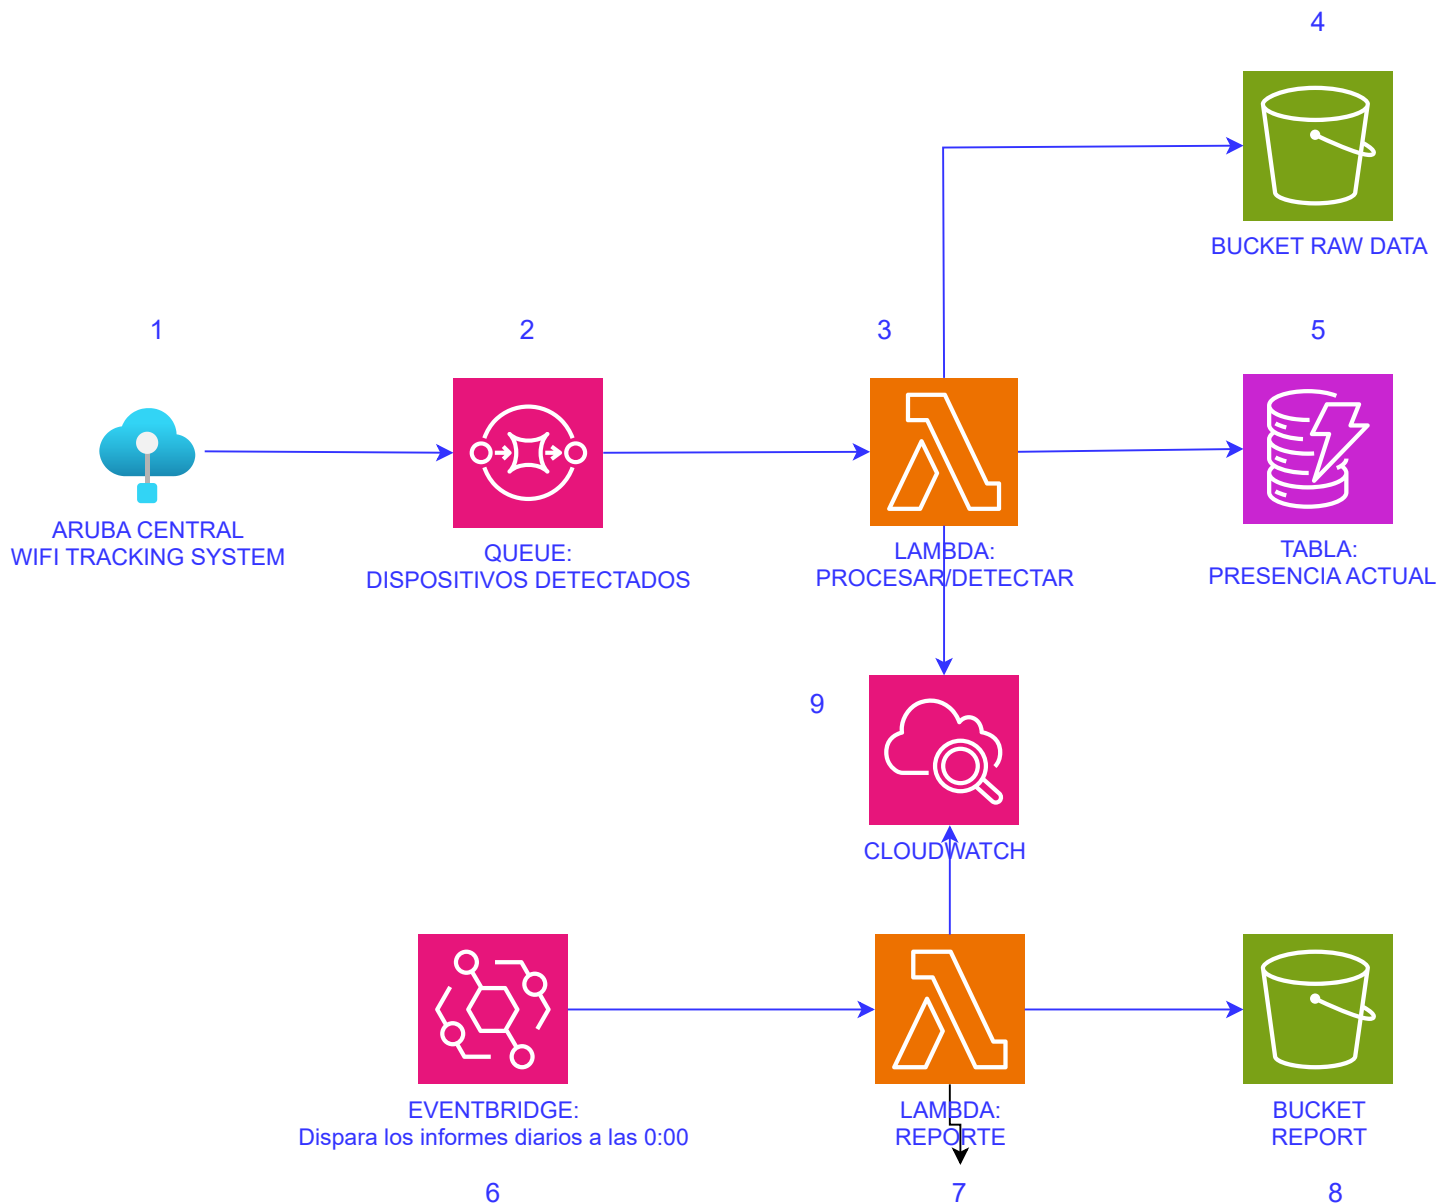 4
BUCKET RAW DATA
1
2
3
5
ARUBA CENTRAL
WIFI TRACKING SYSTEM
QUEUE:
DISPOSITIVOS DETECTADOS
LAMBDA:
PROCESAR/DETECTAR
TABLA:
PRESENCIA ACTUAL
9
CLOUDWATCH
EVENTBRIDGE:
Dispara los informes diarios a las 0:00
LAMBDA:
REPORTE
BUCKET
REPORT
6
7
8